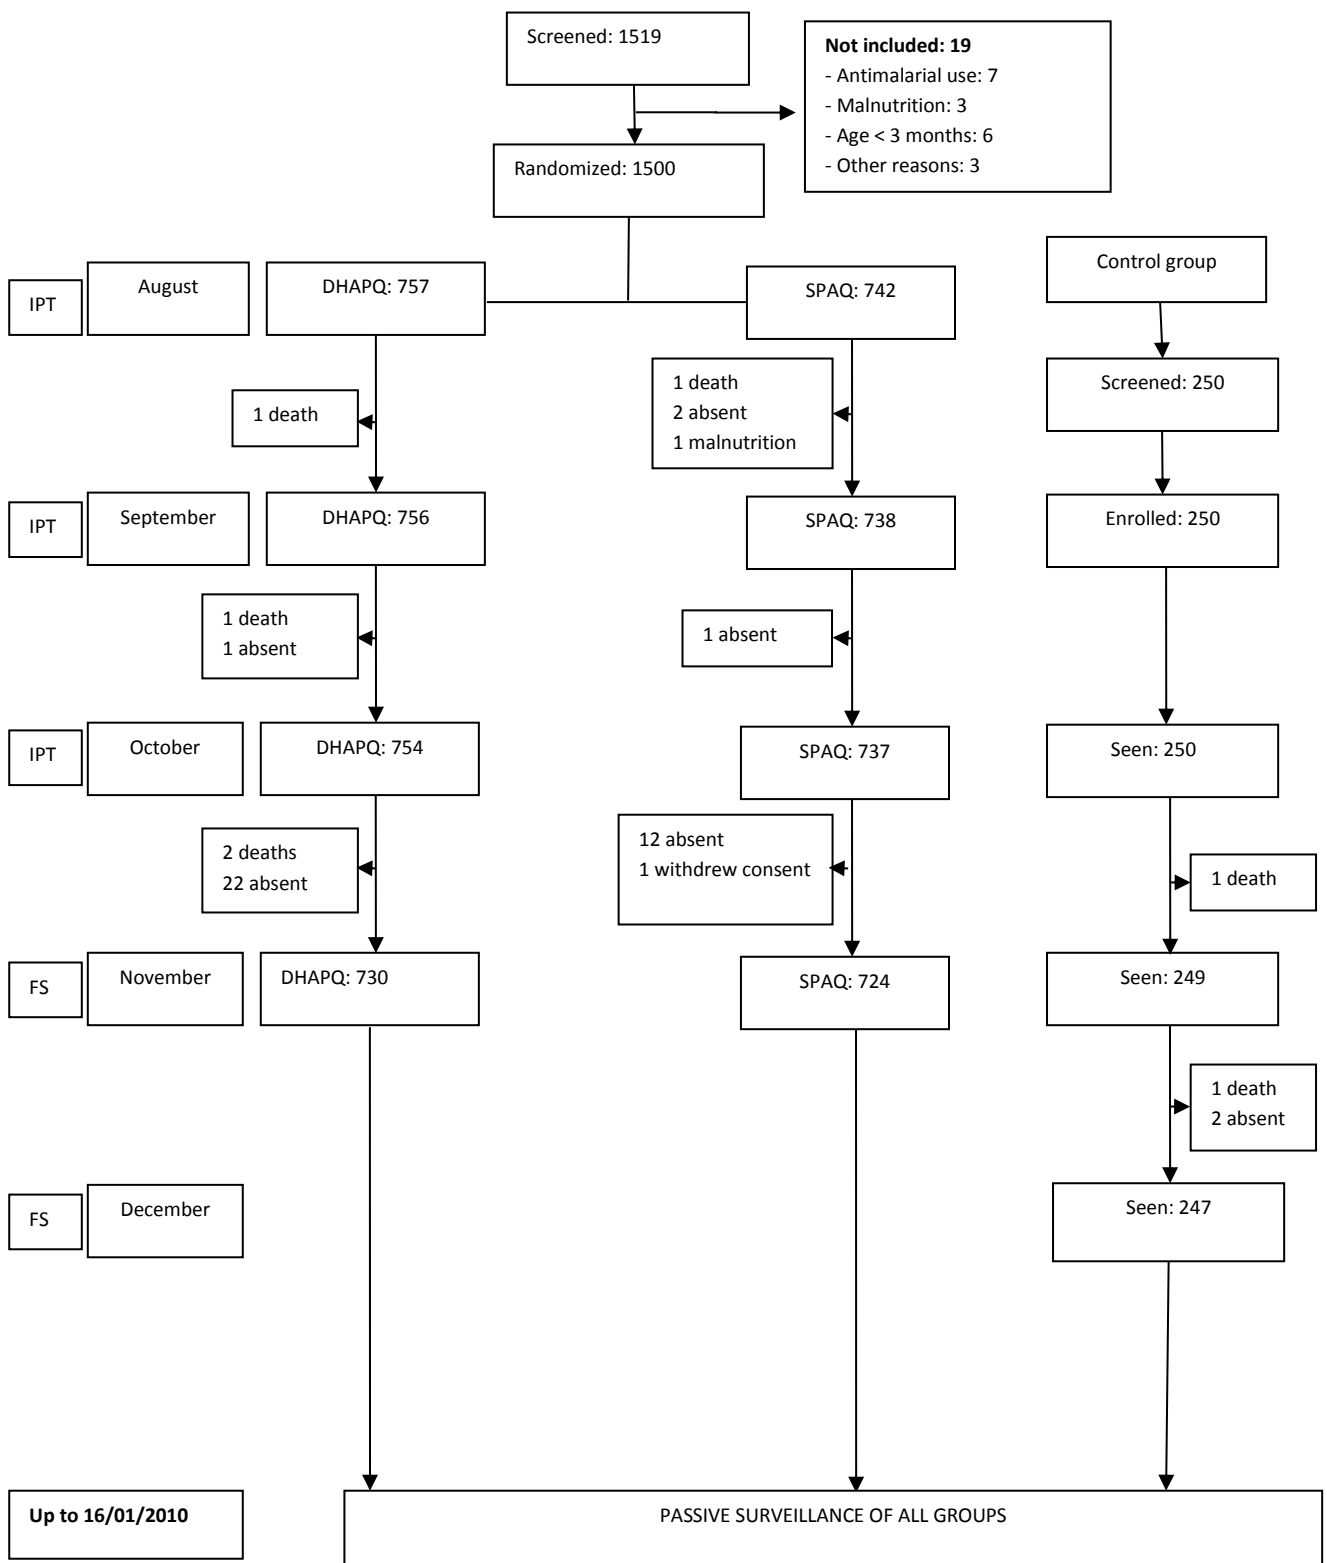 Screened: 1519
Not included: 19
- Antimalarial use: 7
- Malnutrition: 3
- Age < 3 months: 6
- Other reasons: 3
Randomized: 1500
Control group
IPT
August
DHAPQ: 757
SPAQ: 742
Screened: 250
1 death
1 death
2 absent
1 malnutrition
IPT
September
DHAPQ: 756
SPAQ: 738
Enrolled: 250
1 death
1 absent
1 absent
IPT
October
DHAPQ: 754
SPAQ: 737
Seen: 250
2 deaths
22 absent
12 absent
1 withdrew consent
1 death
FS
November
DHAPQ: 730
SPAQ: 724
Seen: 249
1 death
2 absent
FS
December
Seen: 247
Up to 16/01/2010
PASSIVE SURVEILLANCE OF ALL GROUPS